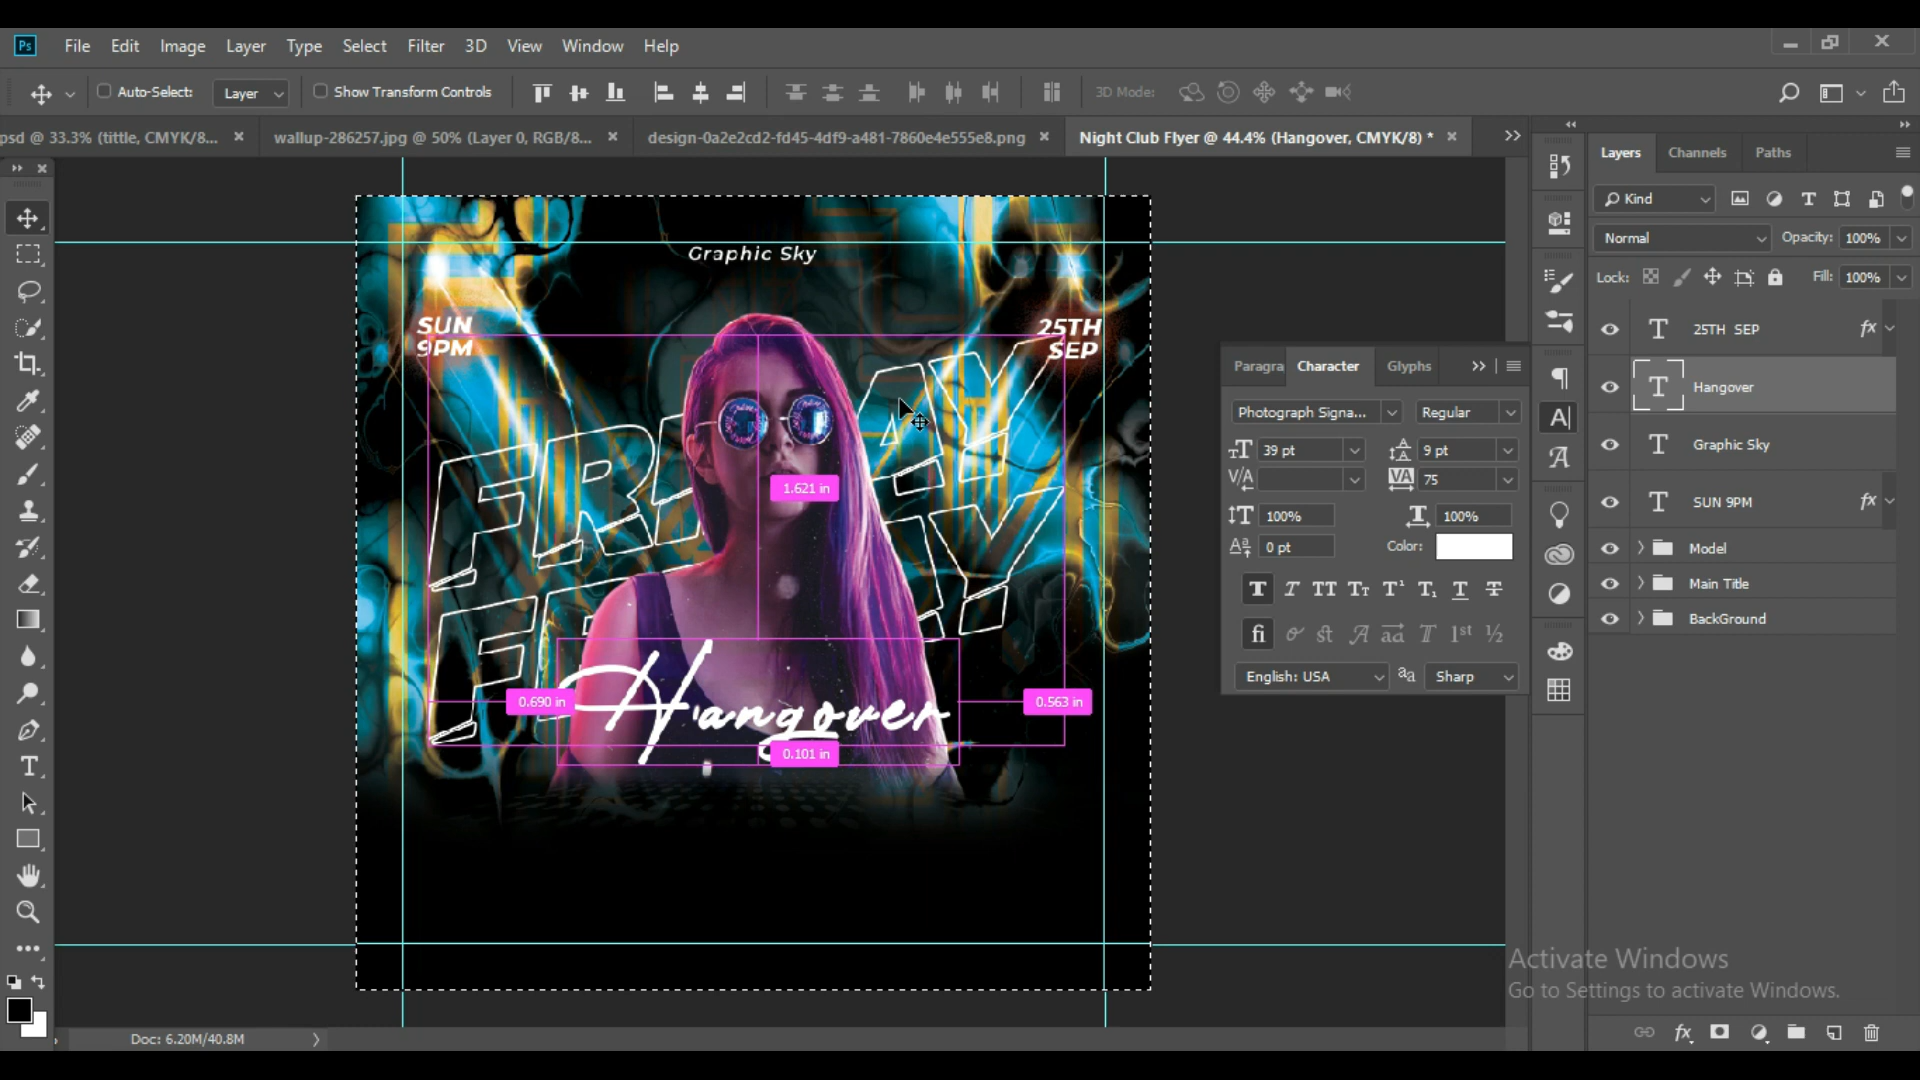 Ps File Edit Image Layer Type Select Filter 3D View Window Help
Auto-Select: Layer Show Transform Controls 3D Mode:
psd @ 33.3% (tittle, CMYK/8... × wallup-286257.jpg @ 50% (Layer 0, RGB/8... × design-0a2e2cd2-fd45-4df9-a481-7860e4e555e8.png × Night Club Flyer @ 44.4% (Hangover, CMYK/8) * ×
Layers Channels Paths
Kind
Normal Opacity: 100%
Lock: Fill: 100%
25TH SEP fx
Hangover
Graphic Sky
SUN 9PM fx
Model
Main Title
BackGround
Graphic Sky
SUN
9PM
25TH
SEP
1.621 in
0.690 in
Hangover
0.563 in
0.101 in
Paragra Character Glyphs
Photograph Signa... Regular
39 pt 9 pt
75
100% 100%
0 pt Color:
English: USA aa Sharp
Activate Windows
Go to Settings to activate Windows.
Doc: 6.20M/40.8M